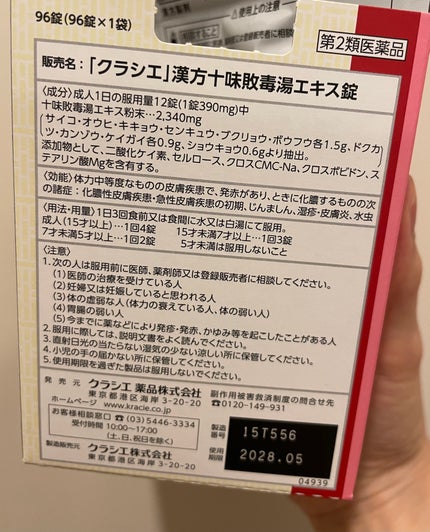 96錠(96錠×1袋)
第2類医薬品
販売名:「クラシエ」漢方十味敗毒湯エキス錠
〈成分〉成人1日の服用量12錠(1錠390mg)中
十味敗毒湯エキス粉末…2,340mg
(サイコ・オウヒ・キキョウ・センキュウ・ブクリョウ・ボウフウ各1.5g、ドクカ
ツ・カンゾウ・ケイガイ各0.9g、ショウキョウ0.6gより抽出。)
添加物として、二酸化ケイ素、セルロース、クロスCMC-Na、クロスポビドン、ス
テアリン酸Mgを含有する。
〈効能〉体力中等度なものの皮膚疾患で、発赤があり、ときに化膿するものの次
の諸症:化膿性皮膚疾患・急性皮膚疾患の初期、じんましん、湿疹・皮膚炎、水虫
〈用法・用量〉1日3回食前又は食間に水又は白湯にて服用。
成人(15才以上)…1回4錠 15才未満7才以上…1回3錠
7才未満5才以上…1回2錠 5才未満は服用しないこと
〈注意〉
1.次の人は服用前に医師、薬剤師又は登録販売者に相談してください。
(1)医師の治療を受けている人
(2)妊婦又は妊娠していると思われる人
(3)体の虚弱な人(体力の衰えている人、体の弱い人)
(4)胃腸の弱い人
(5)今までに薬などにより発疹・発赤、かゆみ等を起こしたことがある人
2.服用に際しては、説明文書をよく読んでください。
3.直射日光の当たらない湿気の少ない涼しい所に保管してください。
4.小児の手の届かない所に保管してください。
5.使用期限を過ぎた製品は服用しないでください。
発売元 クラシエ薬品株式会社
東京都港区海岸3-20-20
ホームページ www.kracie.co.jp
副作用被害救済制度の問合せ先
0120-149-931
お客様相談窓口 (03)5446-3334
受付時間 10:00~17:00
(土、日、祝日を除く)
製造販売元 クラシエ株式会社
東京都港区海岸 3-20-20
製造番号 15T556
使用期限 2028.05
04939